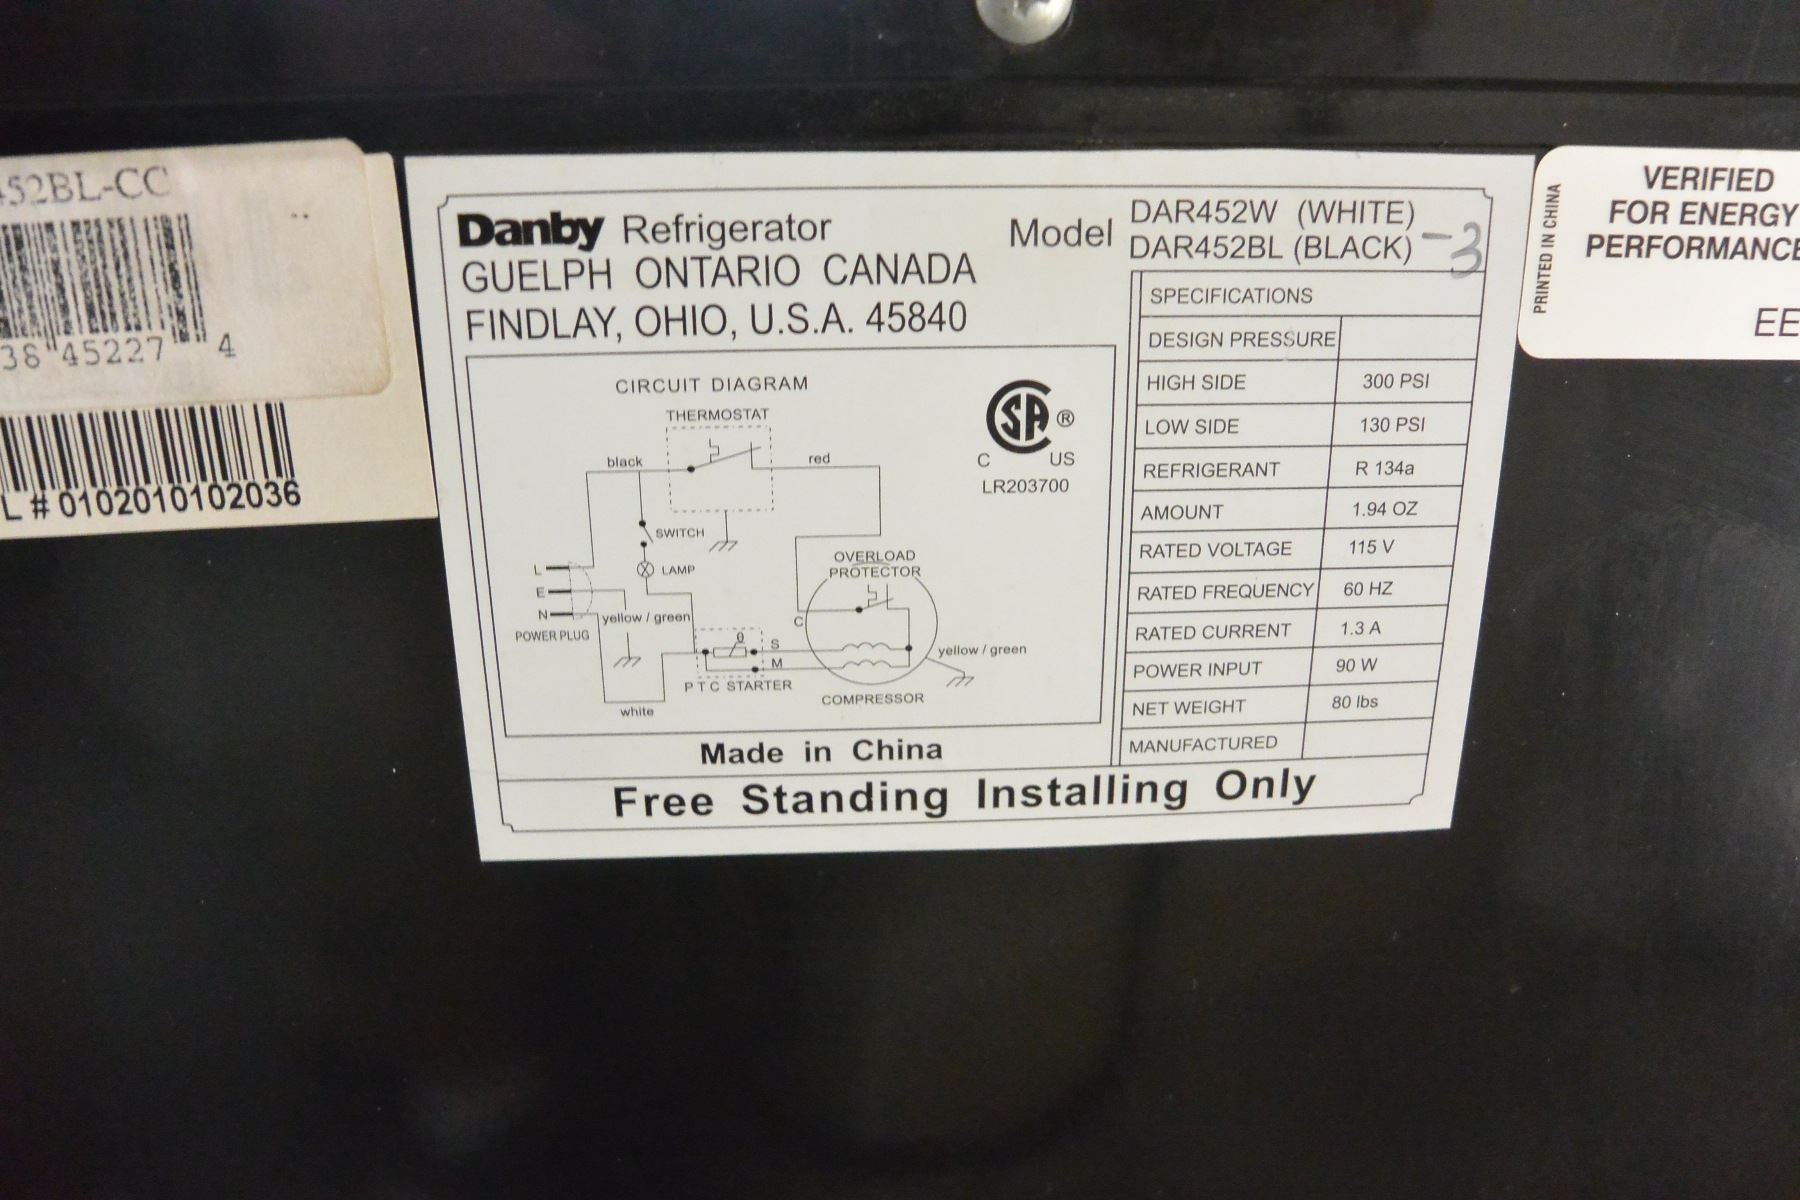 452BL-CC
38 45227 4
L # 0102010102036
Danby Refrigerator
GUELPH ONTARIO CANADA
FINDLAY, OHIO, U.S.A. 45840
Model DAR452W (WHITE)
DAR452BL (BLACK) -3
CIRCUIT DIAGRAM
THERMOSTAT
black
red
SWITCH
LAMP
L
E
N
POWER PLUG
yellow / green
white
θ
S
M
P T C STARTER
OVERLOAD
PROTECTOR
C
COMPRESSOR
yellow / green
SA ®
C US
LR203700
SPECIFICATIONS
DESIGN PRESSURE
HIGH SIDE 300 PSI
LOW SIDE 130 PSI
REFRIGERANT R 134a
AMOUNT 1.94 OZ
RATED VOLTAGE 115 V
RATED FREQUENCY 60 HZ
RATED CURRENT 1.3 A
POWER INPUT 90 W
NET WEIGHT 80 lbs
MANUFACTURED
Made in China
Free Standing Installing Only
PRINTED IN CHINA
VERIFIED
FOR ENERGY
PERFORMANCE
EE